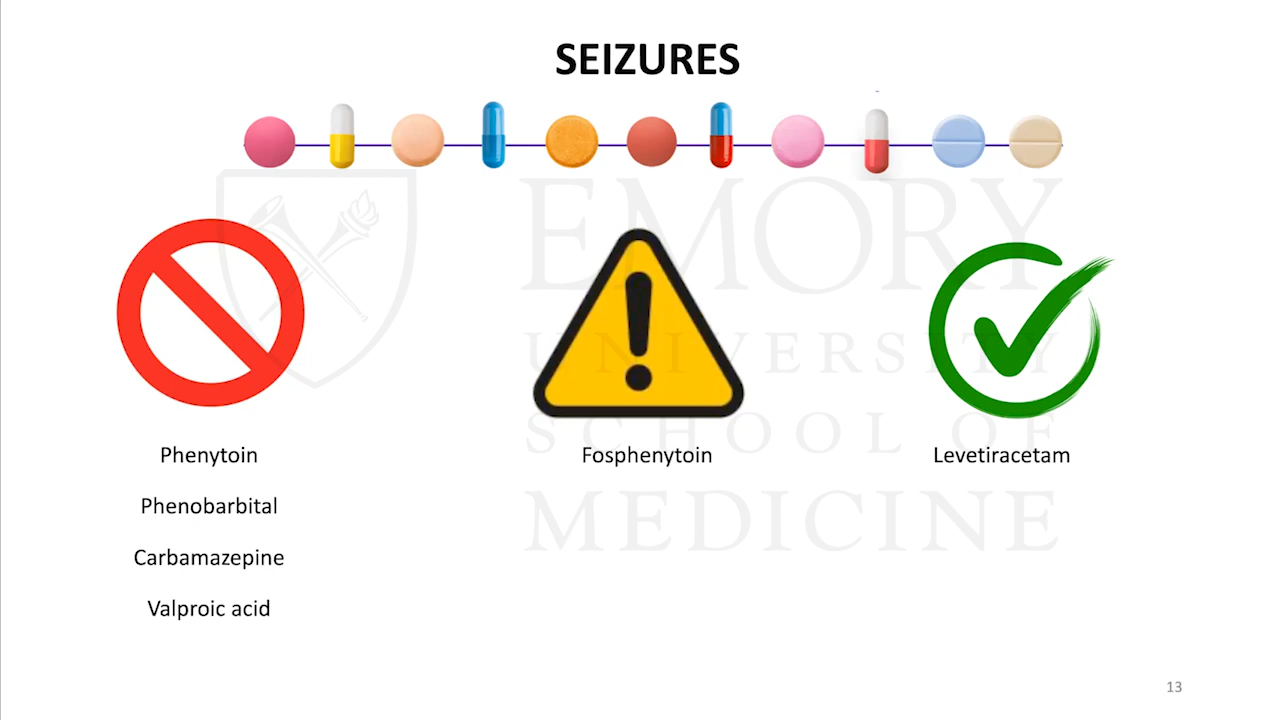 SEIZURES
EMORY
UNIVERSITY
SCHOOL OF
MEDICINE
Phenytoin
Fosphenytoin
Levetiracetam
Phenobarbital
Carbamazepine
Valproic acid
13